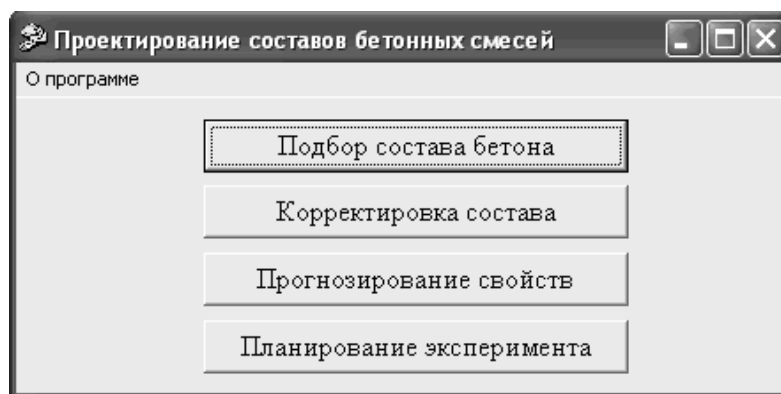 Проектирование составов бетонных смесей
О программе
Подбор состава бетона
Корректировка состава
Прогнозирование свойств
Планирование эксперимента